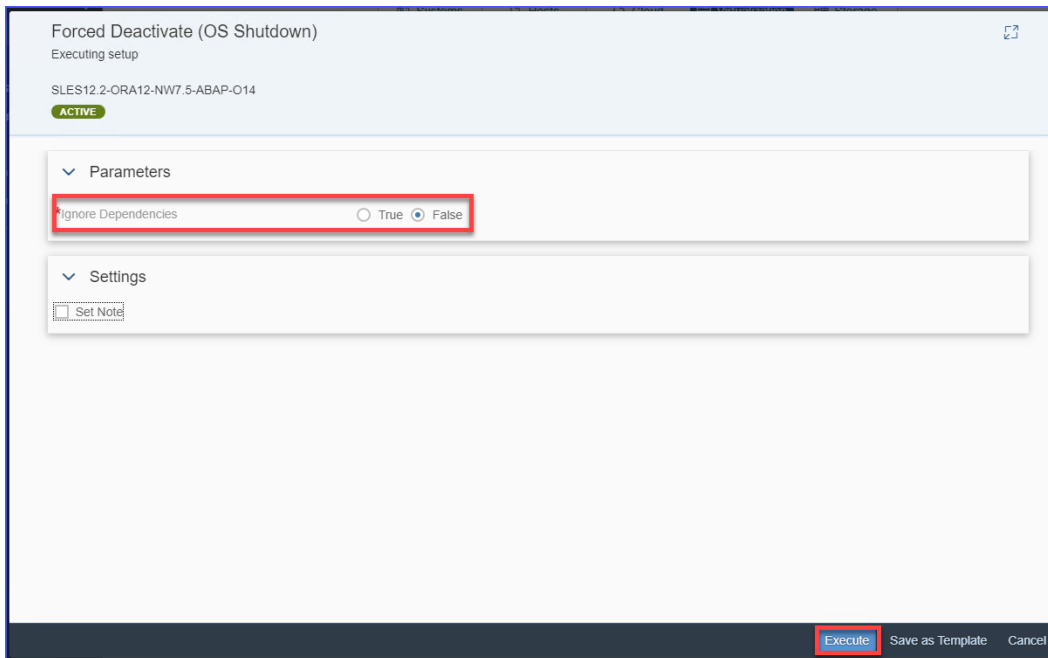 Forced Deactivate (OS Shutdown)
Executing setup
SLES12.2-ORA12-NW7.5-ABAP-O14
ACTIVE
Parameters
*Ignore Dependencies True False
Settings
Set Note
Execute Save as Template Cancel